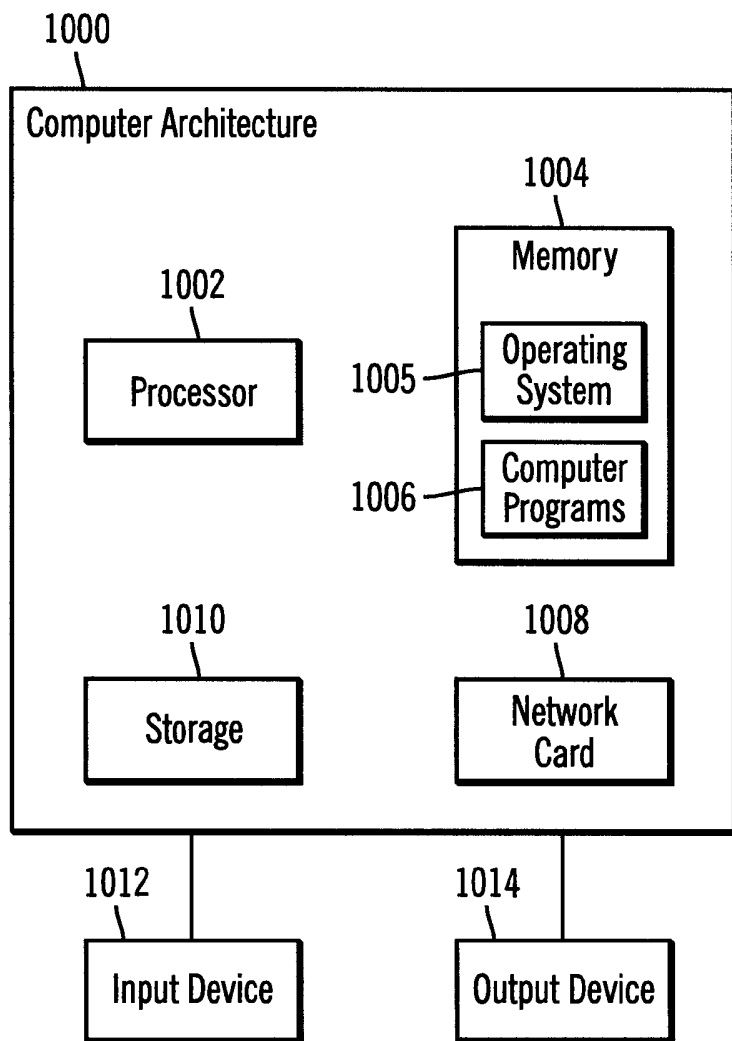 1000
Computer Architecture
1004
Memory
1002
Processor
1005
Operating
System
1006
Computer
Programs
1010
Storage
1008
Network
Card
1012
Input Device
1014
Output Device